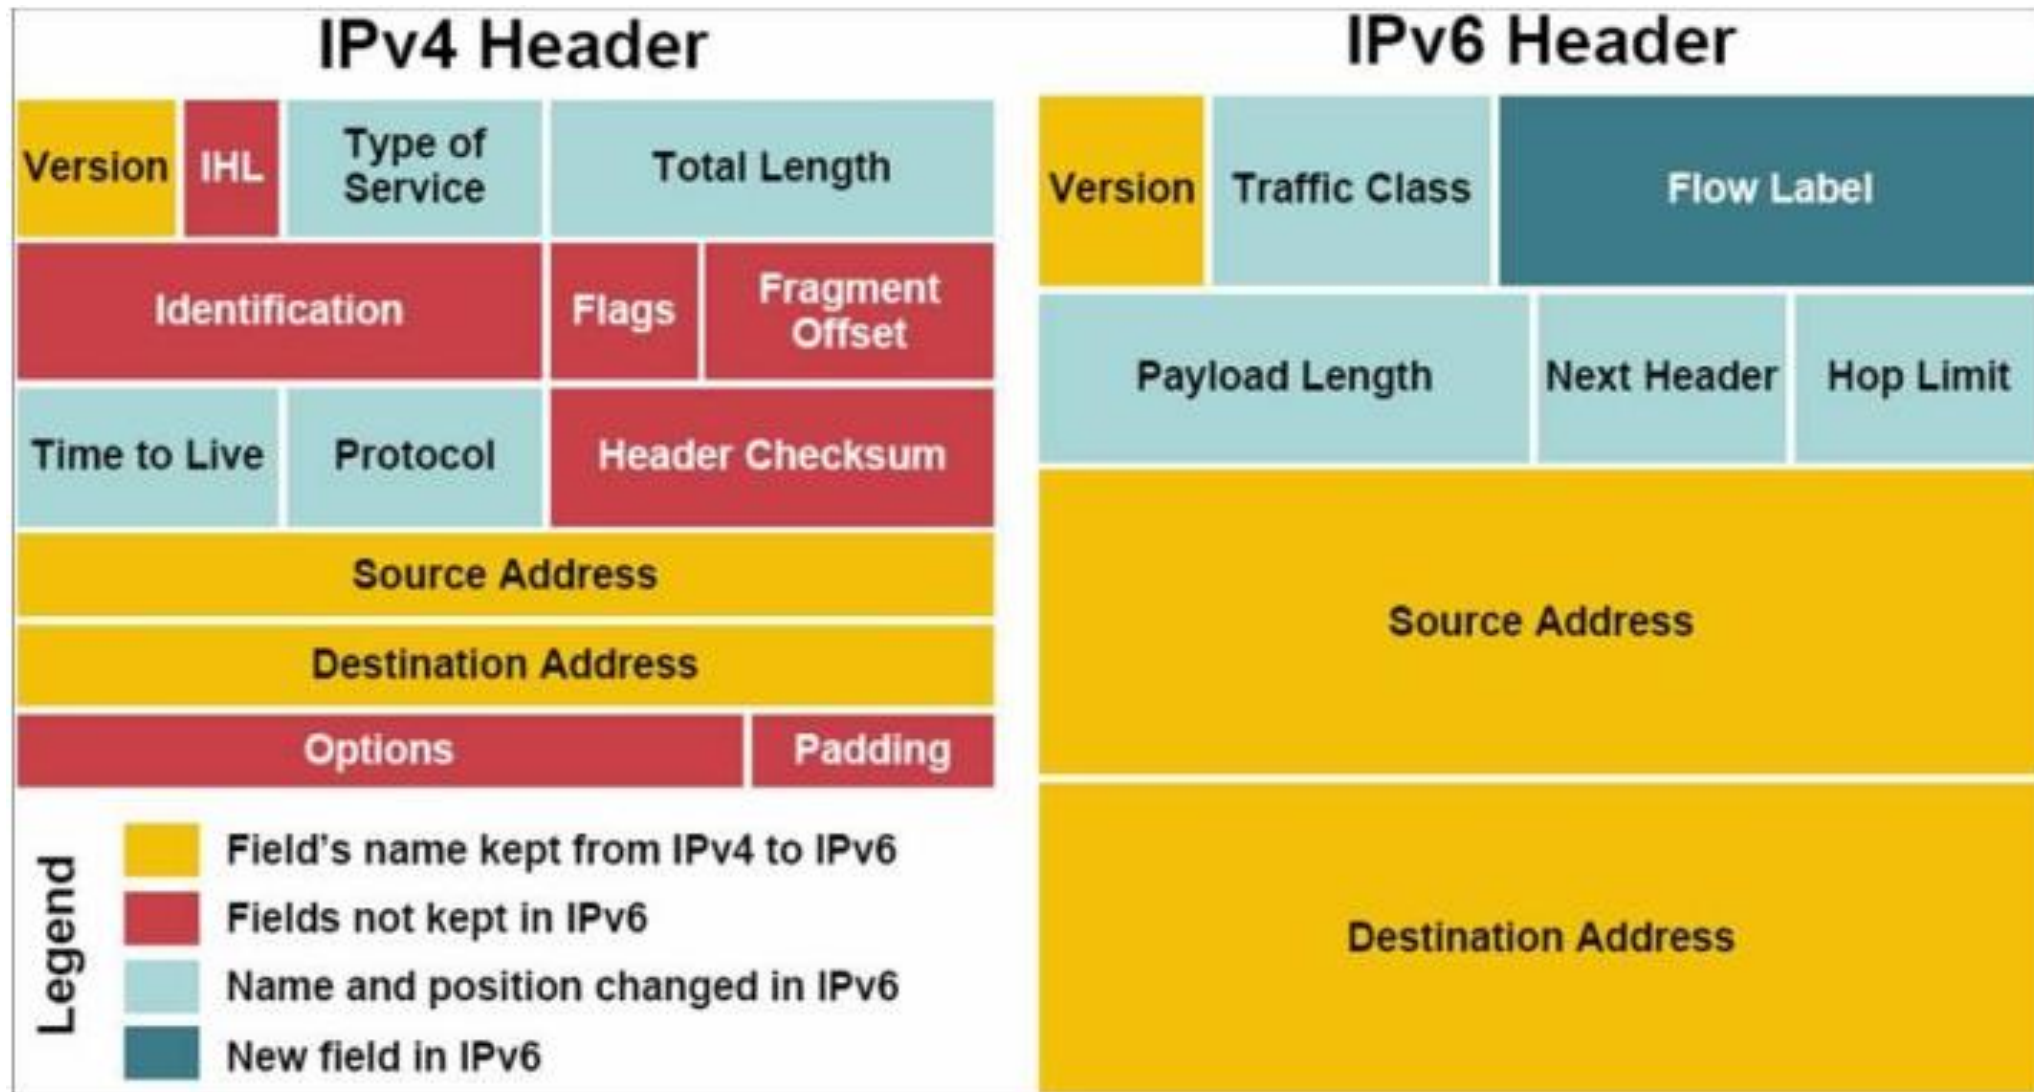 IPv4 Header
Version
IHL
Type of
Service
Total Length
Identification
Flags
Fragment
Offset
Time to Live
Protocol
Header Checksum
Source Address
Destination Address
Options
Padding
Legend
Field's name kept from IPv4 to IPv6
Fields not kept in IPv6
Name and position changed in IPv6
New field in IPv6
IPv6 Header
Version
Traffic Class
Flow Label
Payload Length
Next Header
Hop Limit
Source Address
Destination Address